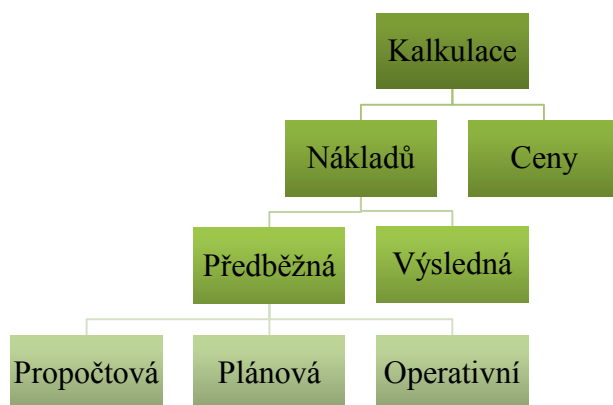 Kalkulace
Nákladů
Ceny
Předběžná
Výsledná
Propočtová
Plánová
Operativní